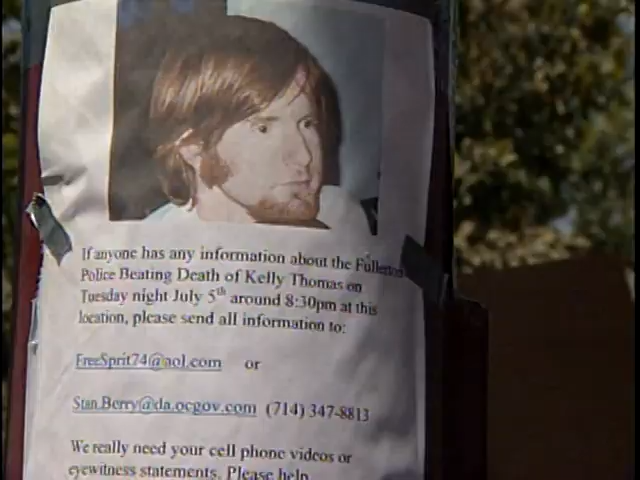 If anyone has any information about the Fullerton
Police Beating Death of Kelly Thomas on
Tuesday night July 5th around 8:30pm at this
location, please send all information to:
FreeSprit74@aol.com or
Stan.Berry@da.ocgov.com (714) 347-8813
We really need your cell phone videos or
eyewitness statements. Please help